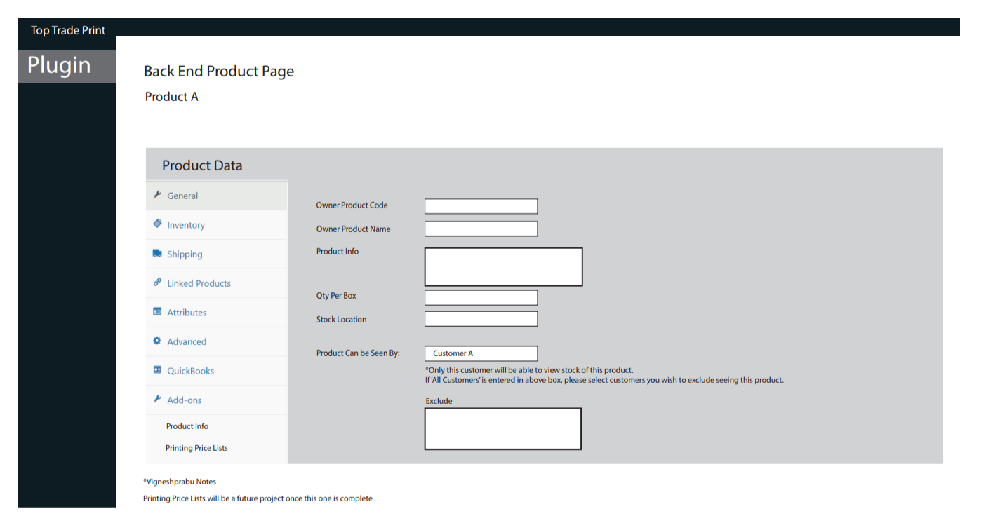 Top Trade Print
Plugin
Back End Product Page
Product A
Product Data
General
Inventory
Shipping
Linked Products
Attributes
Advanced
QuickBooks
Add-ons
Product Info
Printing Price Lists
Owner Product Code
Owner Product Name
Product Info
Qty Per Box
Stock Location
Product Can be Seen By:
Customer A
*Only this customer will be able to view stock of this product.
If 'All Customers' is entered in above box, please select customers you wish to exclude seeing this product.
Exclude
*Vigneshprabu Notes
Printing Price Lists will be a future project once this one is complete